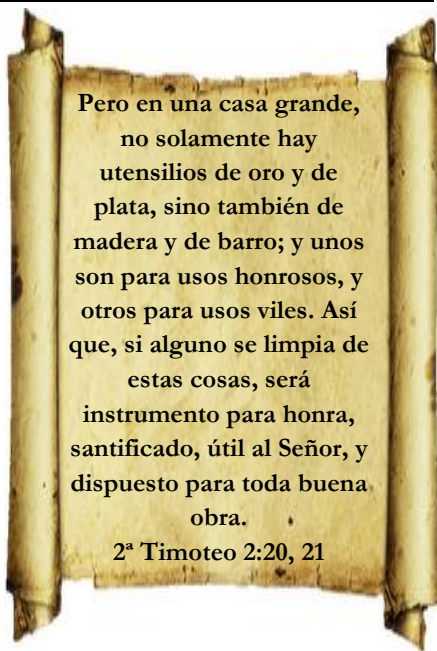 Pero en una casa grande,
no solamente hay
utensilios de oro y de
plata, sino también de
madera y de barro; y unos
son para usos honrosos, y
otros para usos viles. Así
que, si alguno se limpia de
estas cosas, será
instrumento para honra,
santificado, útil al Señor, y
dispuesto para toda buena
obra.
2ª Timoteo 2:20, 21